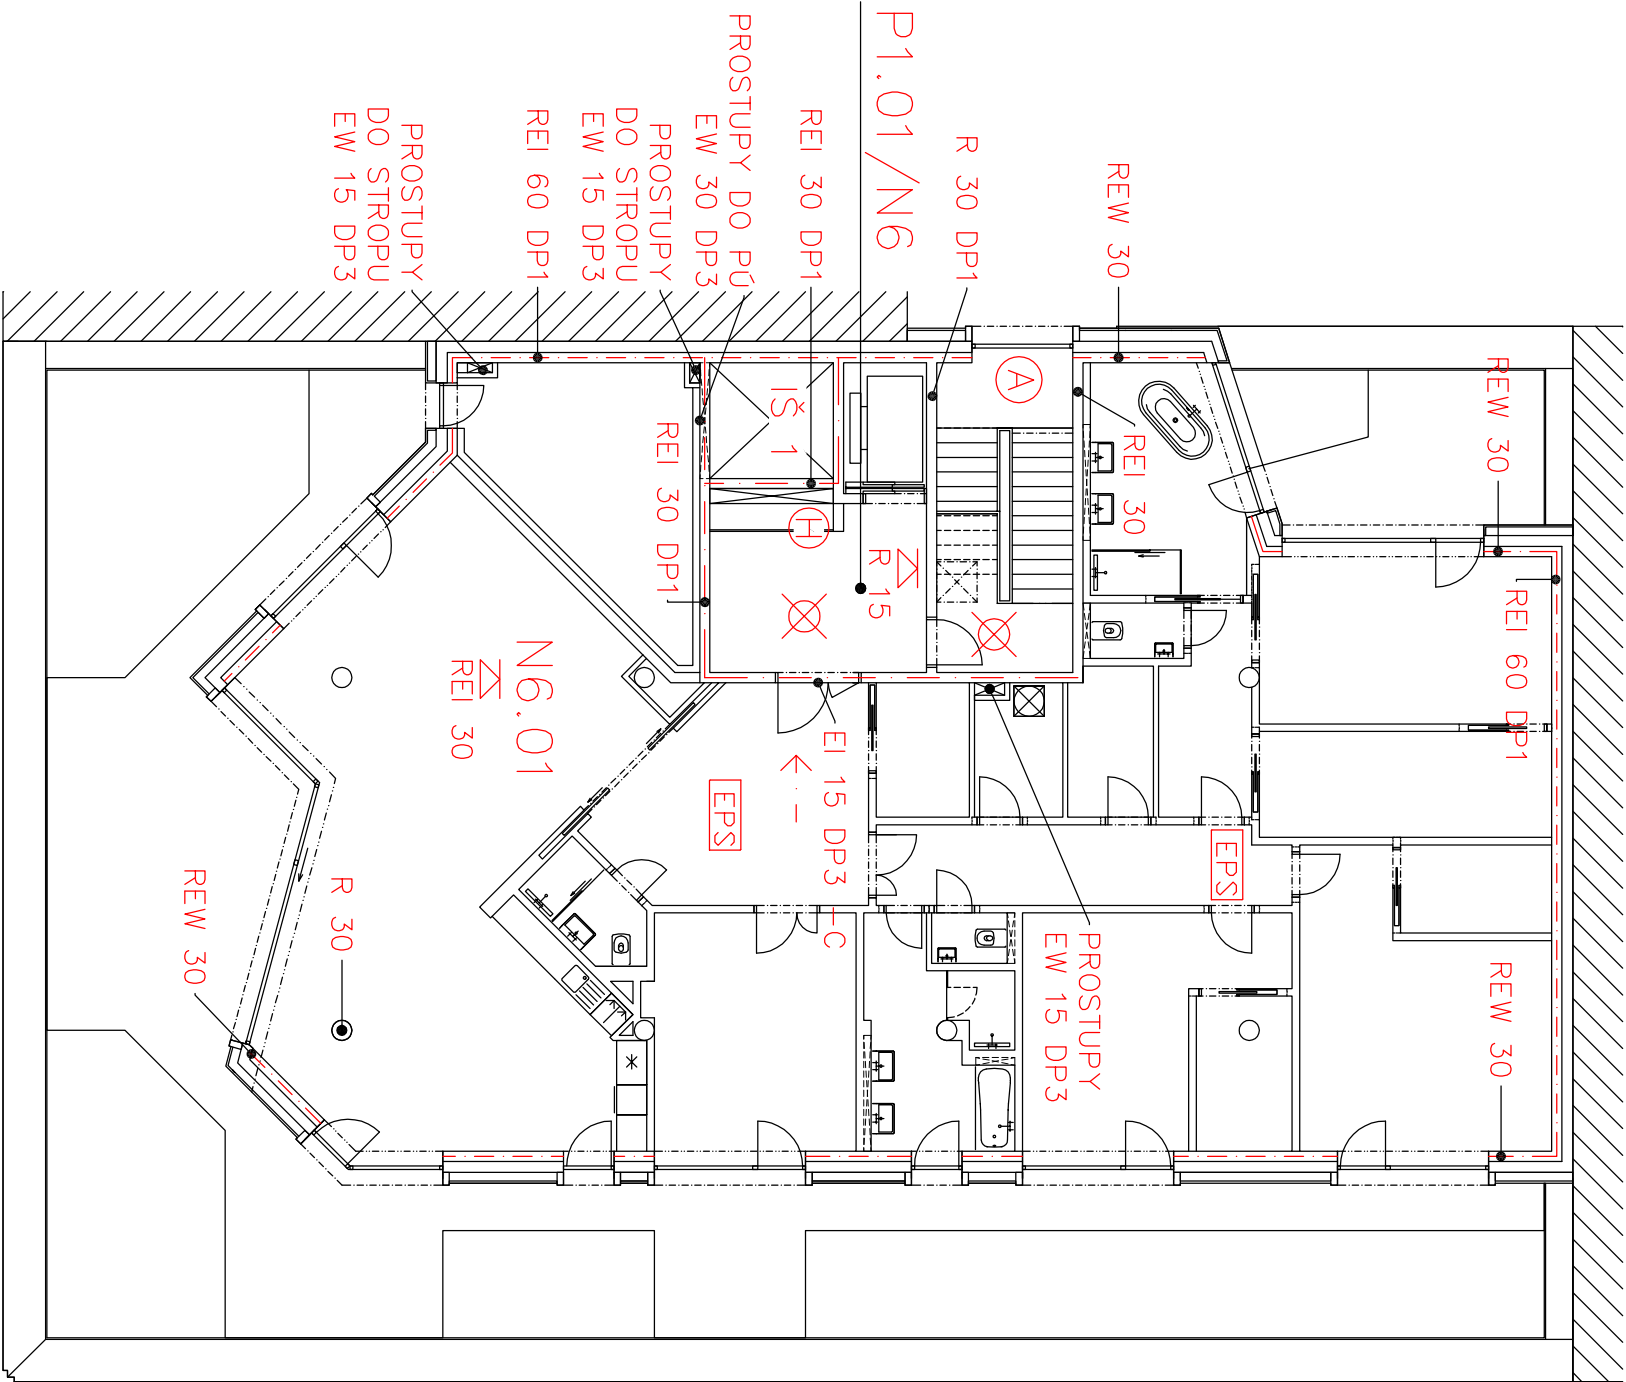 P1.01/N6
PROSTUPY DO PÚ
EW 30 DP3
PROSTUPY
DO STROPU
EW 15 DP3
PROSTUPY
DO STROPU
EW 15 DP3
REI 60 DP1
REI 30 DP1
R 30 DP1
REW 30
REW 30
A
IŠ 1
REI 30
REI 30 DP1
H
R 15
REI 60 DP1
N6.01
REI 30
EI 15 DP3
-C
EPS
EPS
REW 30
R 30
PROSTUPY
EW 15 DP3
REW 30